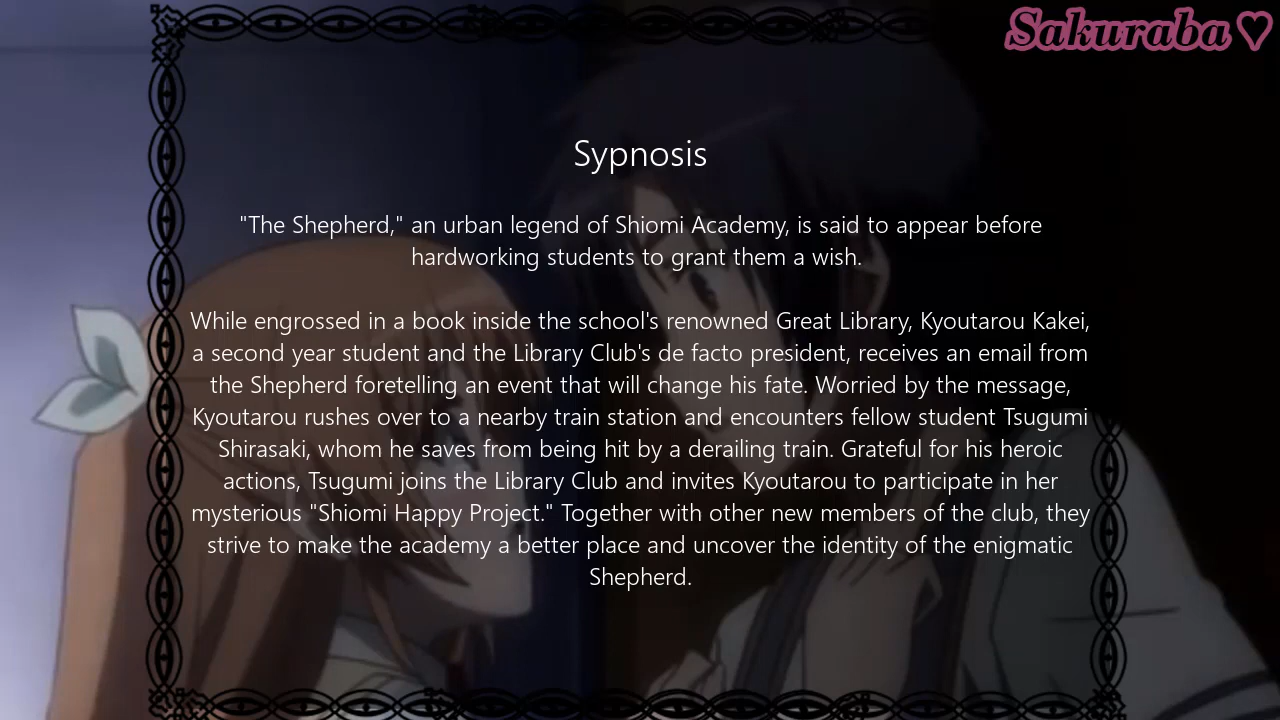 Sakuraba♡
Sypnosis
"The Shepherd," an urban legend of Shiomi Academy, is said to appear before
hardworking students to grant them a wish.
While engrossed in a book inside the school's renowned Great Library, Kyoutarou Kakei,
a second year student and the Library Club's de facto president, receives an email from
the Shepherd foretelling an event that will change his fate. Worried by the message,
Kyoutarou rushes over to a nearby train station and encounters fellow student Tsugumi
Shirasaki, whom he saves from being hit by a derailing train. Grateful for his heroic
actions, Tsugumi joins the Library Club and invites Kyoutarou to participate in her
mysterious "Shiomi Happy Project." Together with other new members of the club, they
strive to make the academy a better place and uncover the identity of the enigmatic
Shepherd.